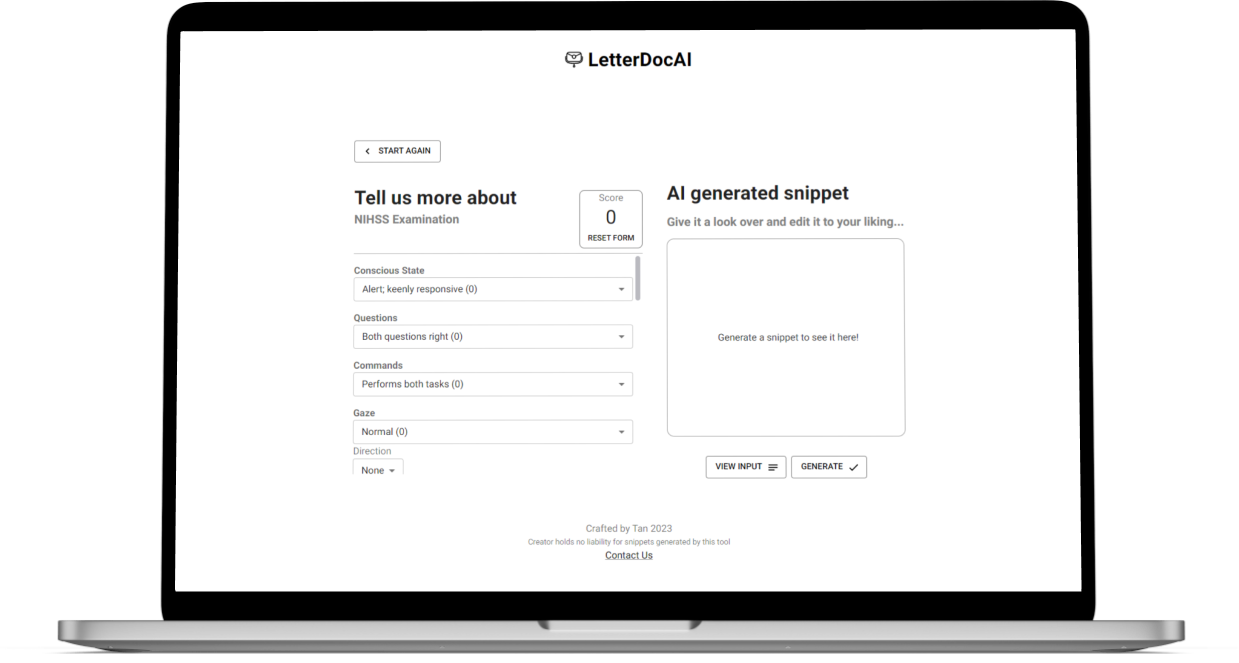 LetterDocAI
START AGAIN
Tell us more about
NIHSS Examination
Score
0
RESET FORM
Conscious State
Alert; keenly responsive (0)
Questions
Both questions right (0)
Commands
Performs both tasks (0)
Gaze
Normal (0)
Direction
None
AI generated snippet
Give it a look over and edit it to your liking...
Generate a snippet to see it here!
VIEW INPUT
GENERATE
Crafted by Tan 2023
Creator holds no liability for snippets generated by this tool
Contact Us